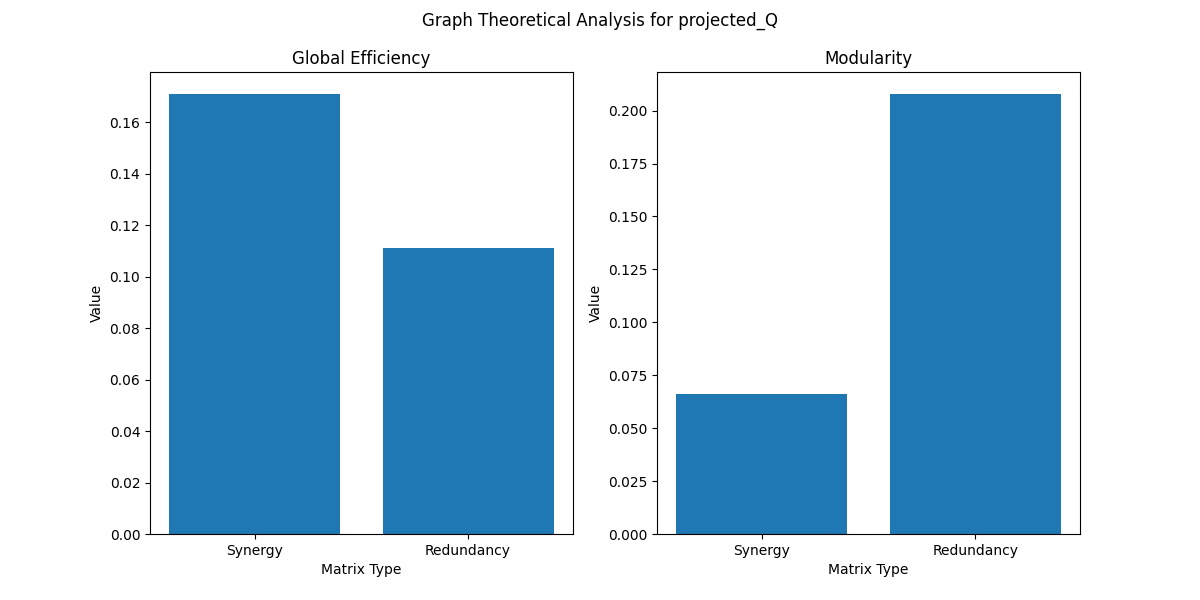 Graph Theoretical Analysis for projected_Q
Global Efficiency
0.16
0.14
0.12
0.10
0.08
0.06
0.04
0.02
0.00
Value
Synergy Redundancy
Matrix Type
Modularity
0.200
0.175
0.150
0.125
0.100
0.075
0.050
0.025
0.000
Value
Synergy Redundancy
Matrix Type